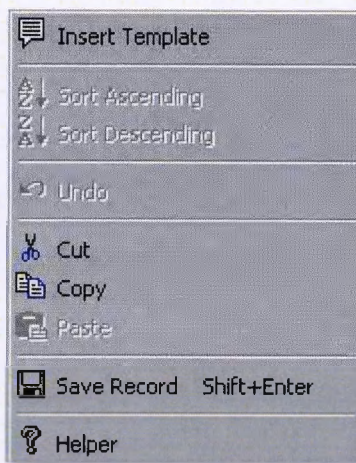 Insert Template
Sort Ascending
Sort Descending
Undo
Cut
Copy
Paste
Save Record Shift+Enter
Helper